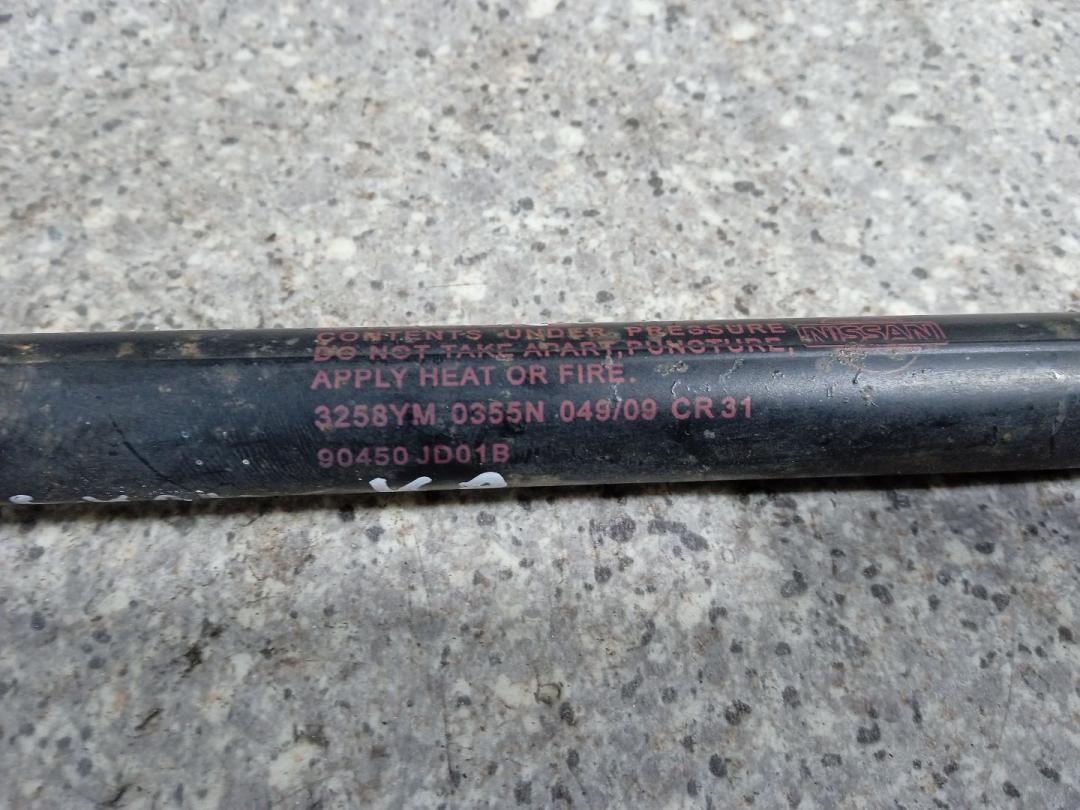 CONTENTS UNDER PRESSURE NISSAN
DO NOT TAKE APART, PUNCTURE,
APPLY HEAT OR FIRE.
3258YM 0355N 049/09 CR31
90450 JD01B